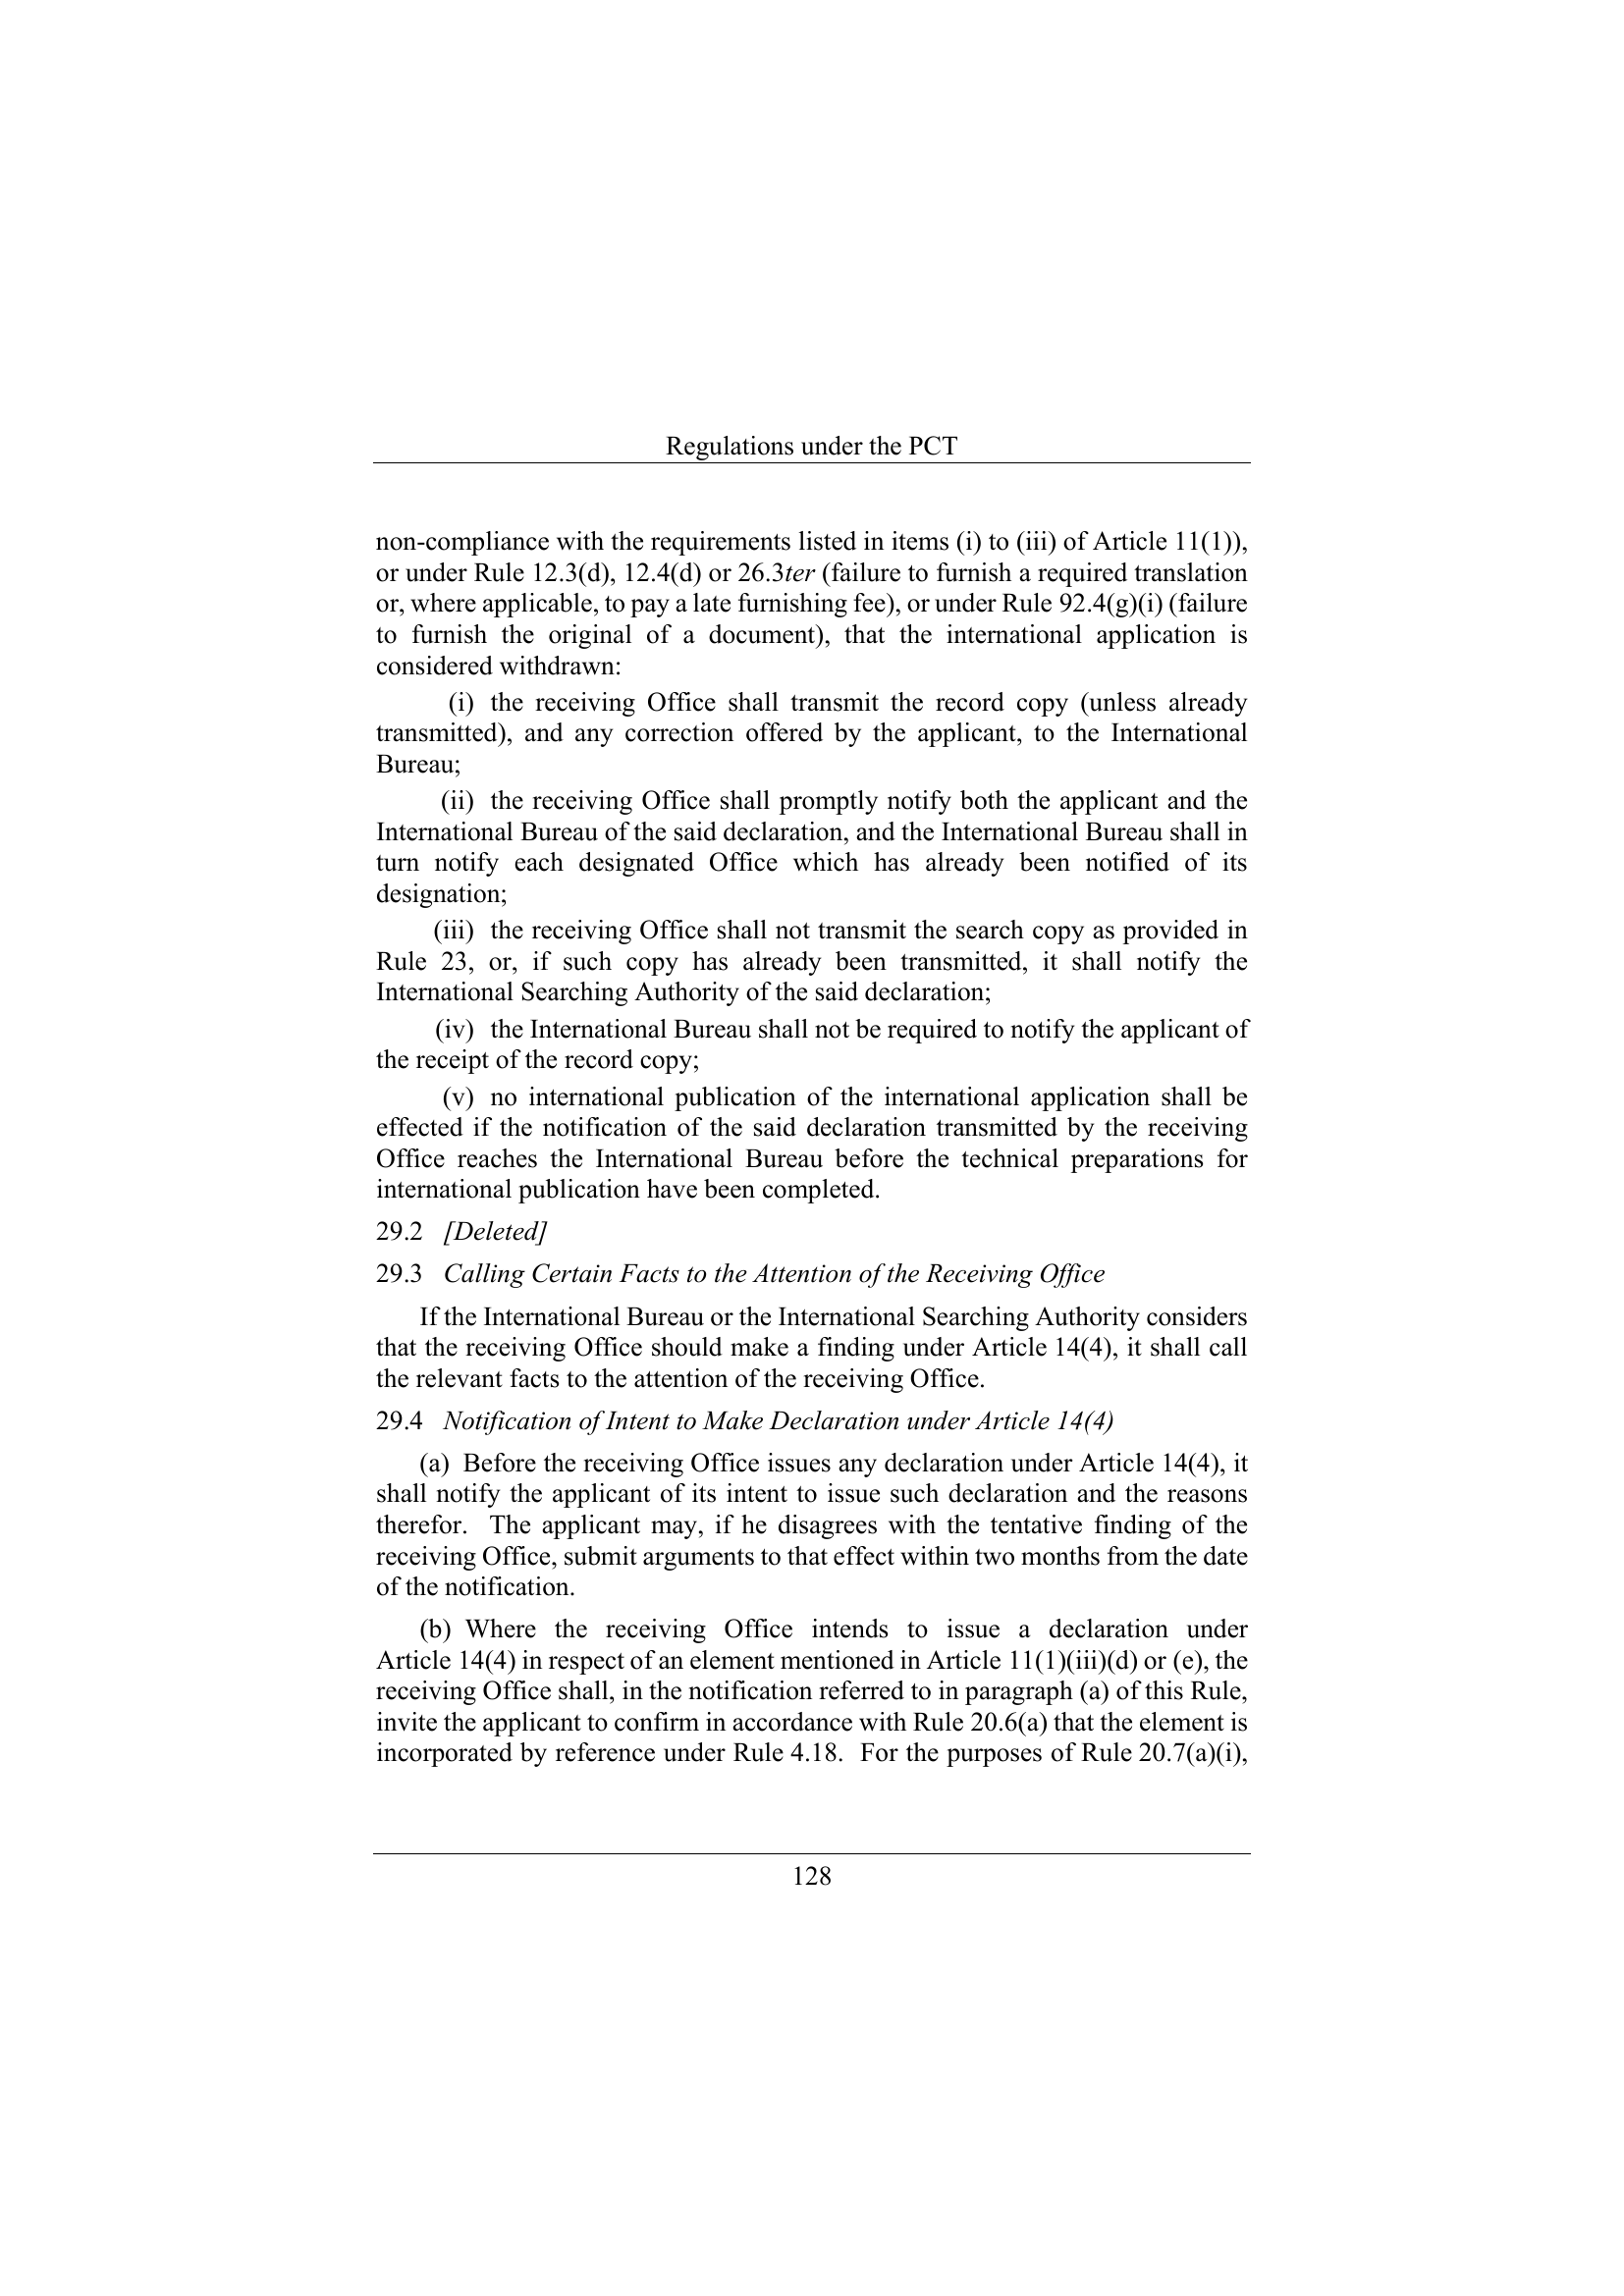 Regulations under the PCT
non-compliance with the requirements listed in items (i) to (iii) of Article 11(1)),
or under Rule 12.3(d), 12.4(d) or 26.3ter (failure to furnish a required translation
or, where applicable, to pay a late furnishing fee), or under Rule 92.4(g)(i) (failure
to furnish the original of a document), that the international application is
considered withdrawn:
(i) the receiving Office shall transmit the record copy (unless already
transmitted), and any correction offered by the applicant, to the International
Bureau;
(ii) the receiving Office shall promptly notify both the applicant and the
International Bureau of the said declaration, and the International Bureau shall in
turn notify each designated Office which has already been notified of its
designation;
(iii) the receiving Office shall not transmit the search copy as provided in
Rule 23, or, if such copy has already been transmitted, it shall notify the
International Searching Authority of the said declaration;
(iv) the International Bureau shall not be required to notify the applicant of
the receipt of the record copy;
(v) no international publication of the international application shall be
effected if the notification of the said declaration transmitted by the receiving
Office reaches the International Bureau before the technical preparations for
international publication have been completed.
29.2 [Deleted]
29.3 Calling Certain Facts to the Attention of the Receiving Office
If the International Bureau or the International Searching Authority considers
that the receiving Office should make a finding under Article 14(4), it shall call
the relevant facts to the attention of the receiving Office.
29.4 Notification of Intent to Make Declaration under Article 14(4)
(a) Before the receiving Office issues any declaration under Article 14(4), it
shall notify the applicant of its intent to issue such declaration and the reasons
therefor. The applicant may, if he disagrees with the tentative finding of the
receiving Office, submit arguments to that effect within two months from the date
of the notification.
(b) Where the receiving Office intends to issue a declaration under
Article 14(4) in respect of an element mentioned in Article 11(1)(iii)(d) or (e), the
receiving Office shall, in the notification referred to in paragraph (a) of this Rule,
invite the applicant to confirm in accordance with Rule 20.6(a) that the element is
incorporated by reference under Rule 4.18. For the purposes of Rule 20.7(a)(i),
128